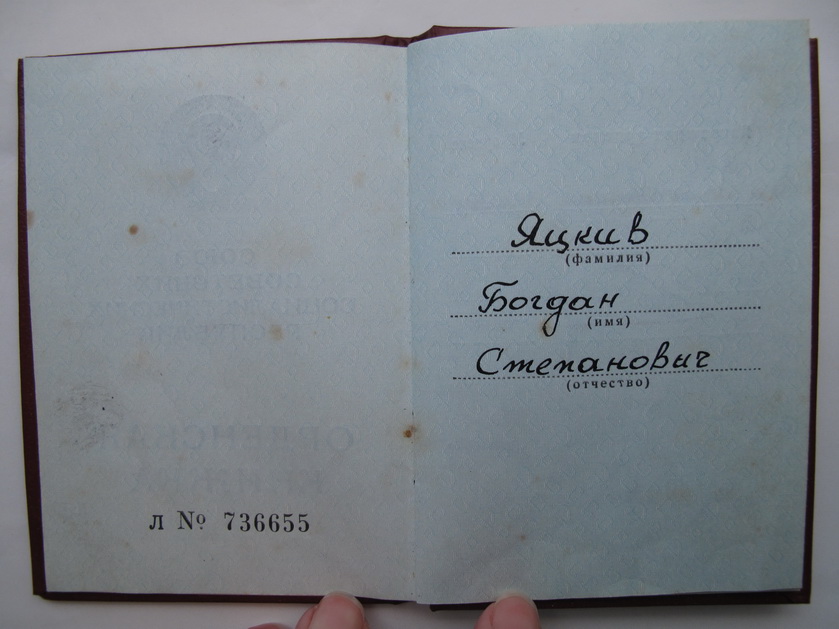 Л № 736655
Яцкив
(фамилия)
Богдан
(имя)
Степанович
(отчество)